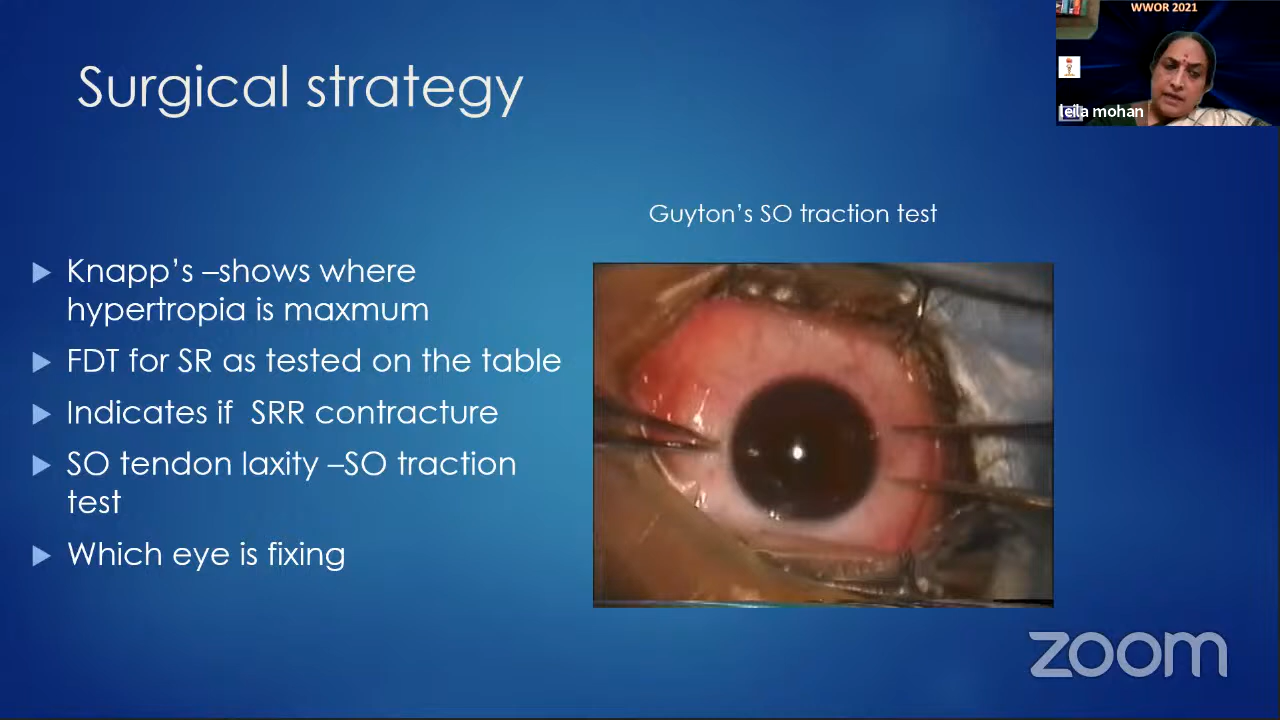 WWOR 2021
leila mohan
Surgical strategy
Guyton's SO traction test
Knapp's –shows where
hypertropia is maxmum
FDT for SR as tested on the table
Indicates if SRR contracture
SO tendon laxity –SO traction
test
Which eye is fixing
zoom